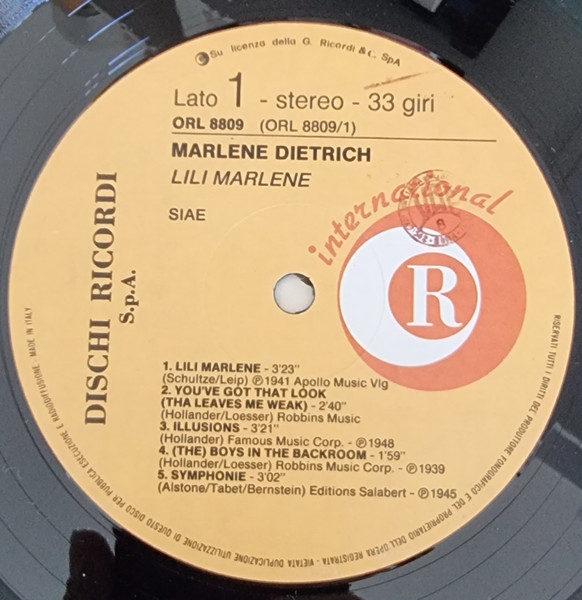 Su licenza della G. Ricordi & C. SpA
Lato 1 - stereo - 33 giri
ORL 8809 (ORL 8809/1)
MARLENE DIETRICH
LILI MARLENE
SIAE
international
R
DISCHI RICORDI
S.p.A.
1. LILI MARLENE - 3'23"
(Schultze/Leip) ℗1941 Apollo Music Vlg
2. YOU'VE GOT THAT LOOK
(THA LEAVES ME WEAK) - 2'40"
(Hollander/Loesser) Robbins Music
3. ILLUSIONS - 3'21"
(Hollander) Famous Music Corp. - ℗1948
4. (THE) BOYS IN THE BACKROOM - 1'59"
(Hollander/Loesser) Robbins Music Corp. - ℗1939
5. SYMPHONIE - 3'02"
(Alstone/Tabet/Bernstein) Editions Salabert - ℗1945
RISERVATI TUTTI I DIRITTI DEL PRODUTTORE FONOGRAFICO E DEL PROPRIETARIO DELL'OPERA REGISTRATA - VIETATA DUPLICAZIONE UTILIZZAZIONE DI QUESTO DISCO PER PUBBLICA ESECUZIONE E RADIODIFFUSIONE - MADE IN ITALY